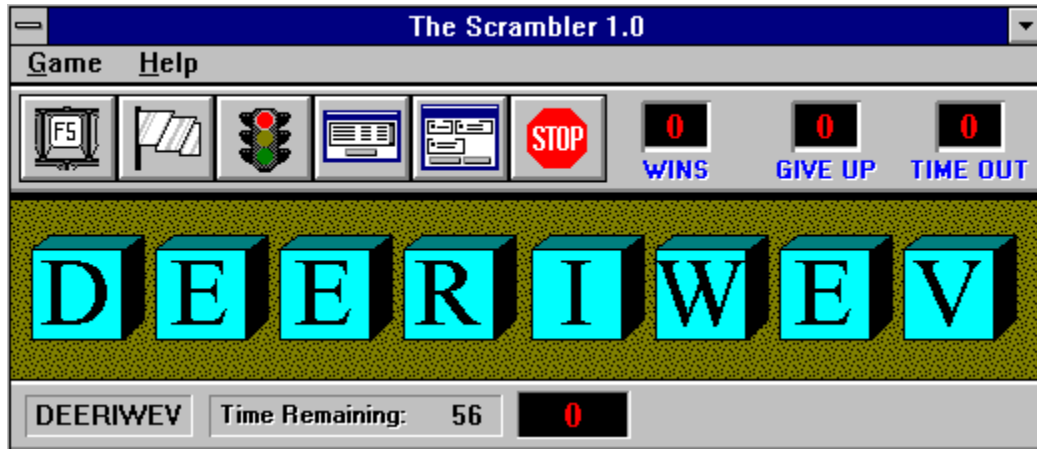 The Scrambler 1.0
Game Help
F5
STOP
0 0 0
WINS GIVE UP TIME OUT
D E E R I W E V
DEERIWEV Time Remaining: 56 0